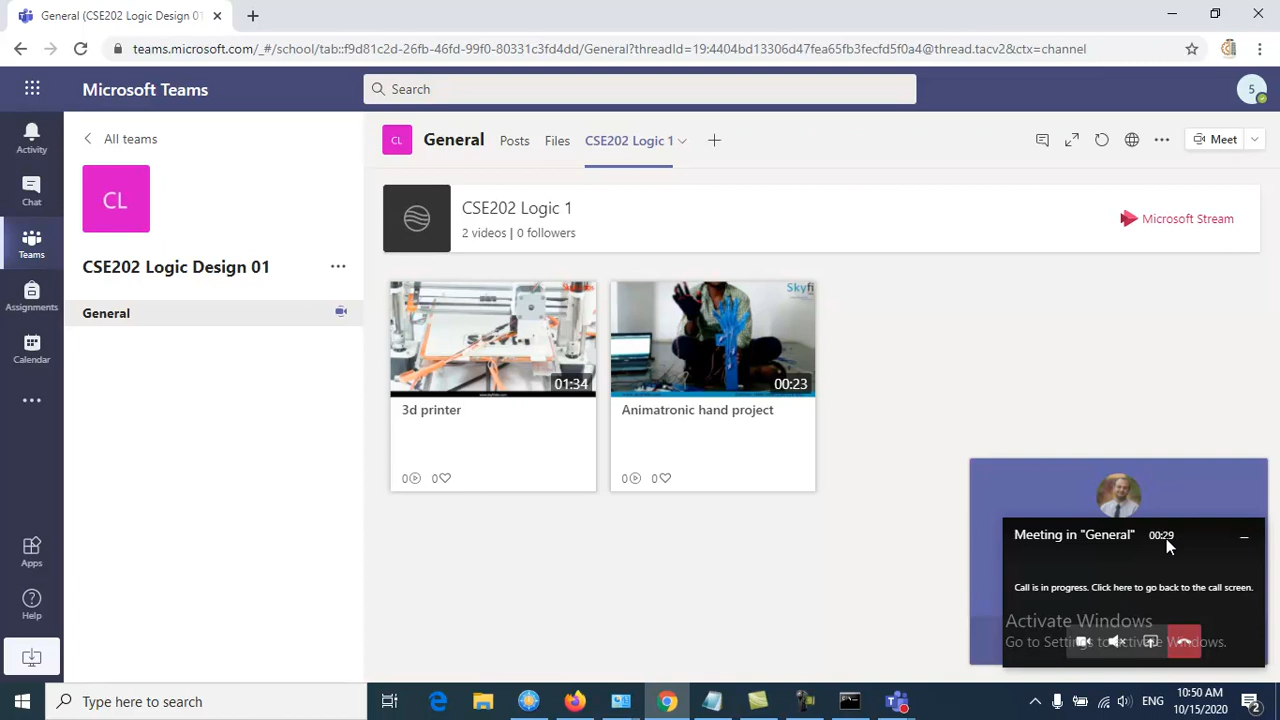 General (CSE202 Logic Design 01
teams.microsoft.com/_#/school/tab::f9d81c2d-26fb-46fd-99f0-80331c3fd4dd/General?threadId=19:4404bc13306d47fea65fb3fecfd5f0a4@thread.tacv2&ctx=channel
Microsoft Teams
Search
5
Activity
Chat
Teams
Assignments
Calendar
Apps
Help
All teams
CL
CSE202 Logic Design 01
General
CL
General
Posts
Files
CSE202 Logic 1
Meet
CSE202 Logic 1
2 videos | 0 followers
Microsoft Stream
Skyfi
01:34
3d printer
0
0
Skyfi
00:23
Animatronic hand project
0
0
Meeting in "General" 00:29
Call is in progress. Click here to go back to the call screen.
Activate Windows
Go to Settings to activate Windows.
Type here to search
ENG
10:50 AM
10/15/2020
2